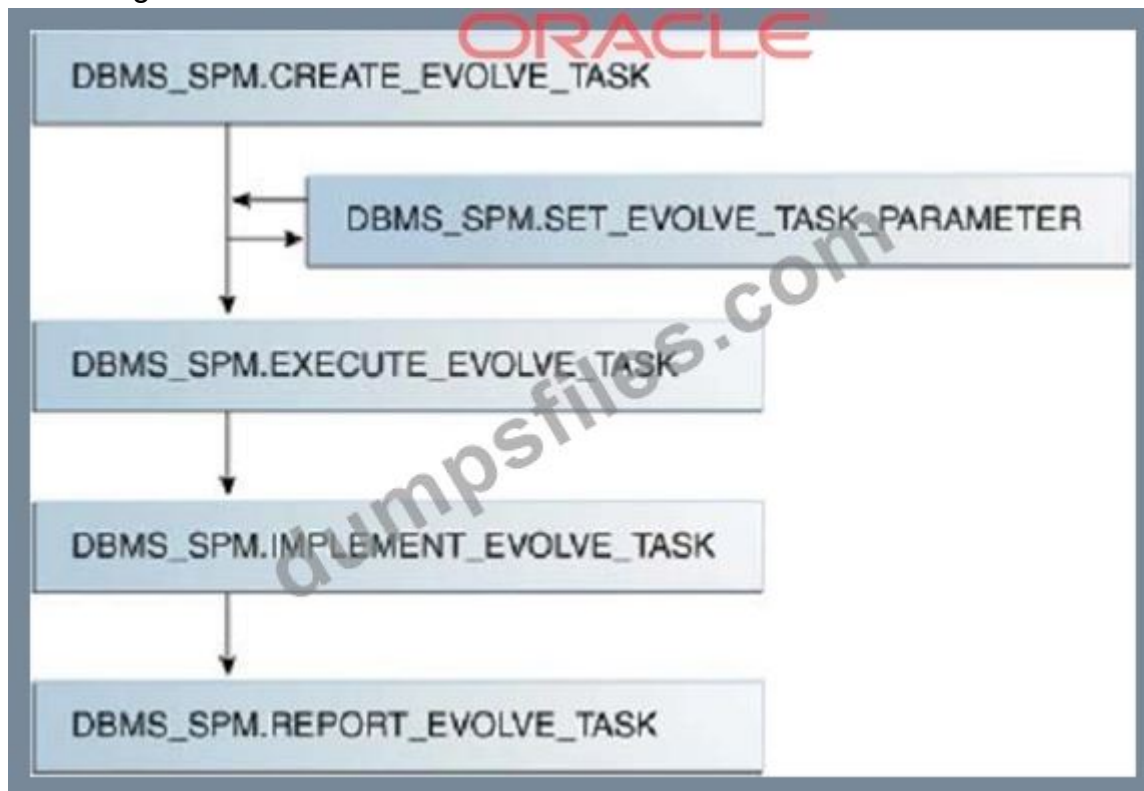 ORACLE
DBMS_SPM.CREATE_EVOLVE_TASK
DBMS_SPM.SET_EVOLVE_TASK_PARAMETER
DBMS_SPM.EXECUTE_EVOLVE_TASK
DBMS_SPM.IMPLEMENT_EVOLVE_TASK
DBMS_SPM.REPORT_EVOLVE_TASK
dumpsfiles.com